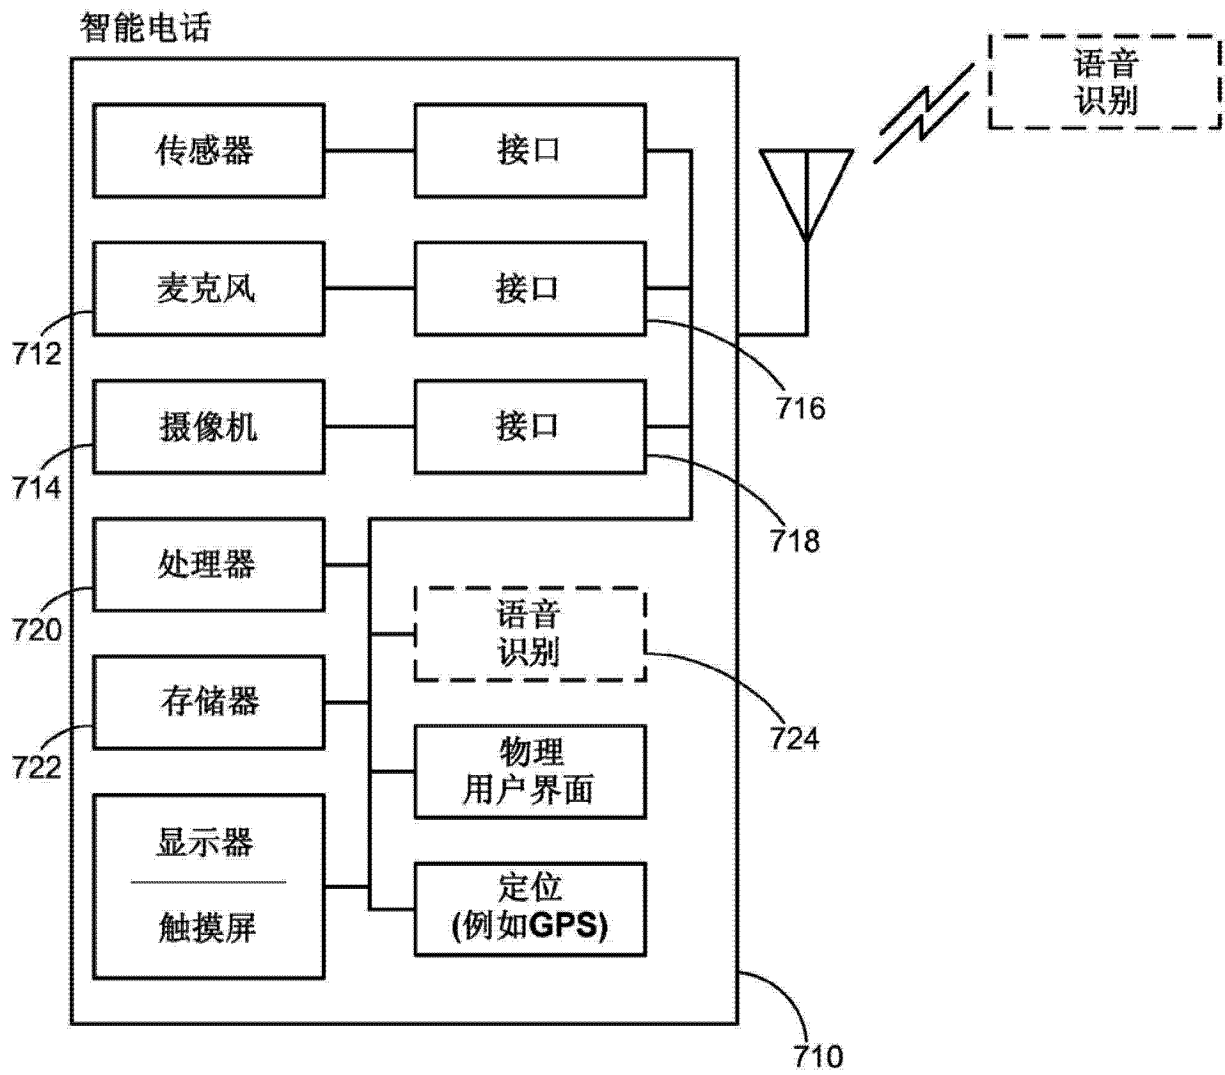 智能电话
语音
识别
传感器
接口
麦克风
接口
712
716
摄像机
接口
714
718
处理器
720
语音
识别
724
存储器
722
物理
用户界面
显示器
触摸屏
定位
(例如GPS)
710